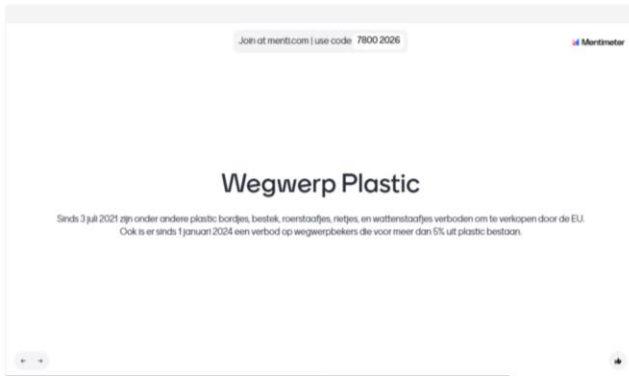 Join at menti.com | use code 7800 2026
Mentimeter
Wegwerp Plastic
Sinds 3 juli 2021 zijn onder andere plastic bordjes, bestek, roerstaafjes, rietjes, en wattenstaafjes verboden om te verkopen door de EU.
Ook is er sinds 1 januari 2024 een verbod op wegwerpbekers die voor meer dan 5% uit plastic bestaan.